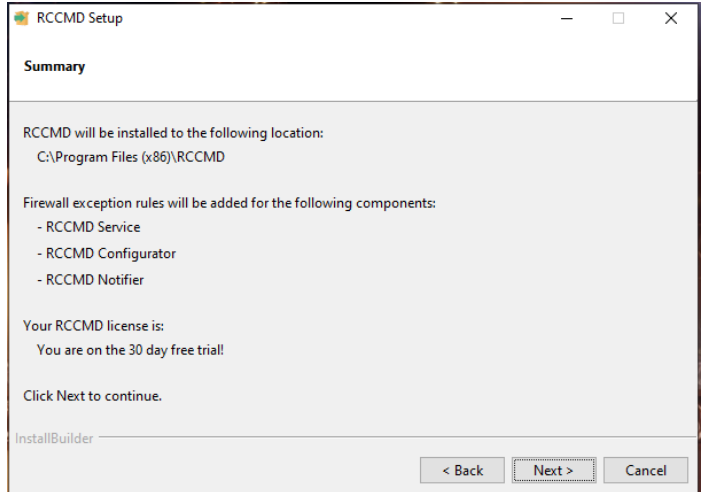 RCCMD Setup
Summary
RCCMD will be installed to the following location:
C:\Program Files (x86)\RCCMD
Firewall exception rules will be added for the following components:
- RCCMD Service
- RCCMD Configurator
- RCCMD Notifier
Your RCCMD license is:
You are on the 30 day free trial!
Click Next to continue.
InstallBuilder
< Back Next > Cancel